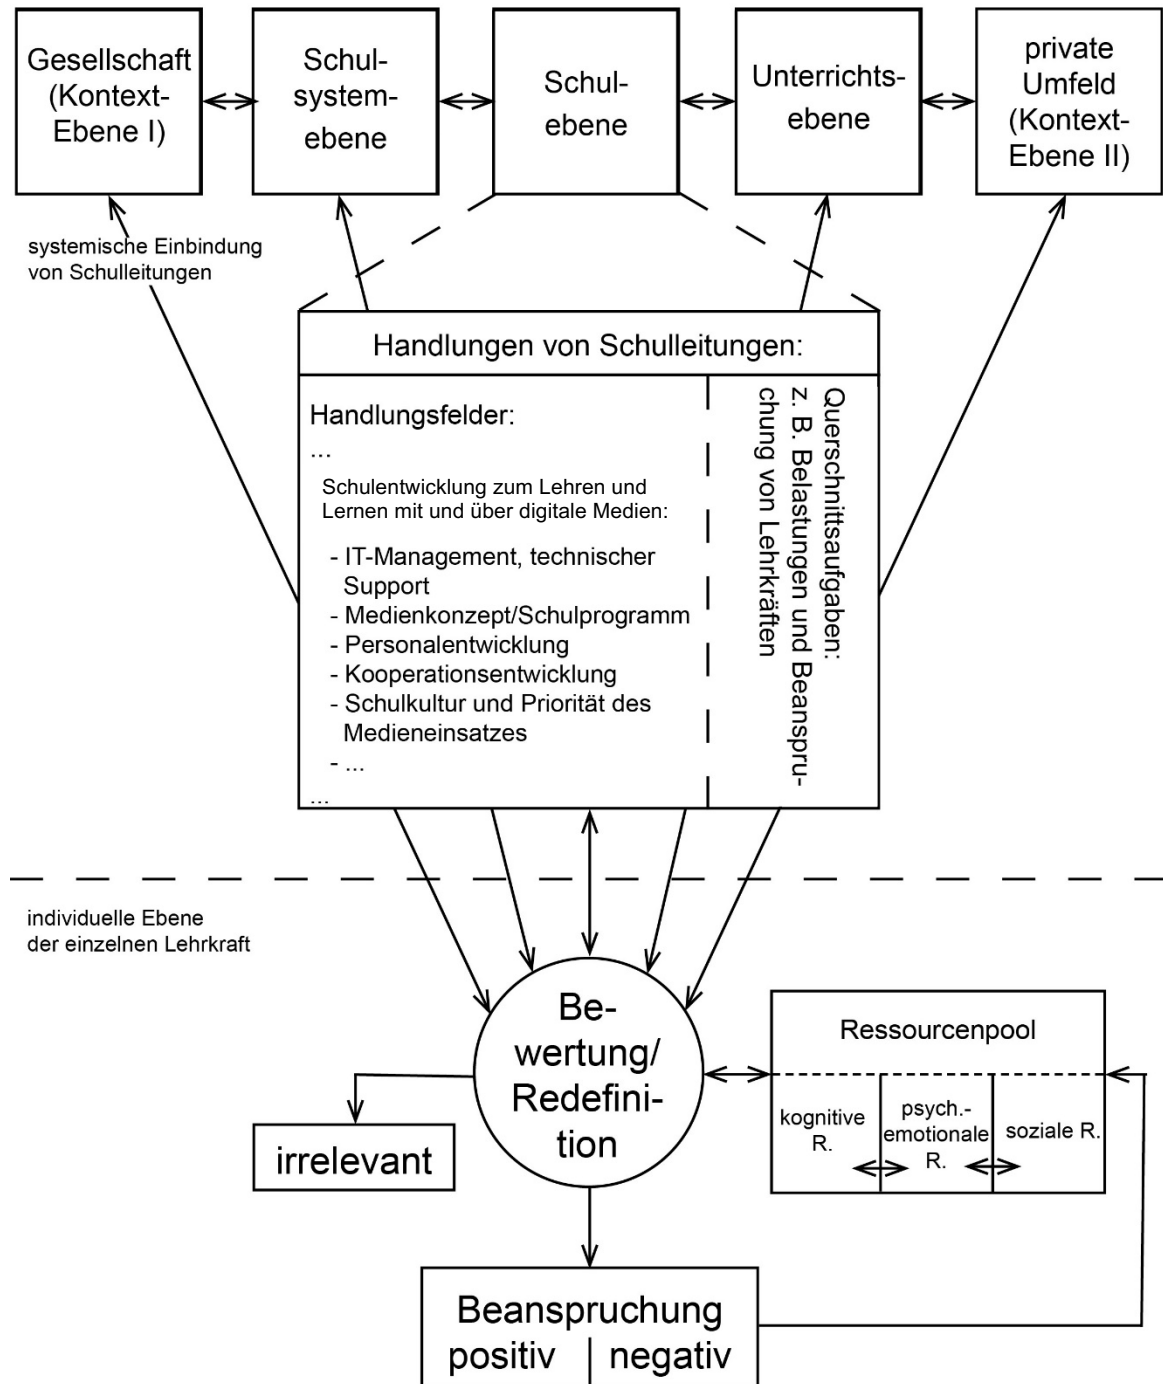 Gesellschaft
(Kontext-
Ebene I)
Schul-
system-
ebene
Schul-
ebene
Unterrichts-
ebene
private
Umfeld
(Kontext-
Ebene II)
systemische Einbindung
von Schulleitungen
Handlungen von Schulleitungen:
Handlungsfelder:
...
Schulentwicklung zum Lehren und
Lernen mit und über digitale Medien:
- IT-Management, technischer
Support
- Medienkonzept/Schulprogramm
- Personalentwicklung
- Kooperationsentwicklung
- Schulkultur und Priorität des
Medieneinsatzes
- ...
...
Querschnittsaufgaben:
z. B. Belastungen und Beanspru-
chung von Lehrkräften
individuelle Ebene
der einzelnen Lehrkraft
Be-
wertung/
Redefini-
tion
irrelevant
Ressourcenpool
kognitive
R.
psych.-
emotionale
R.
soziale R.
Beanspruchung
positiv
negativ